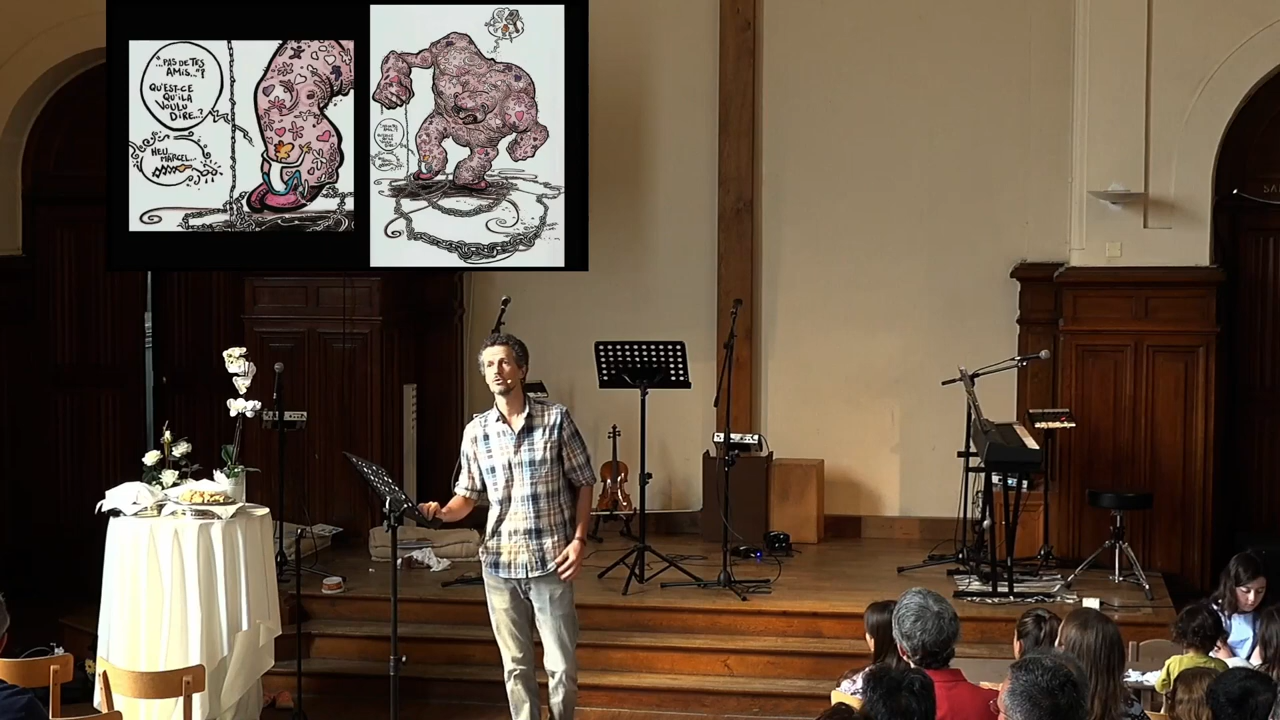 "...PAS DE TES
AMIS..."?
QU'EST-CE
QU'ILA
VOULU
DIRE..?
HEU
MARCEL...